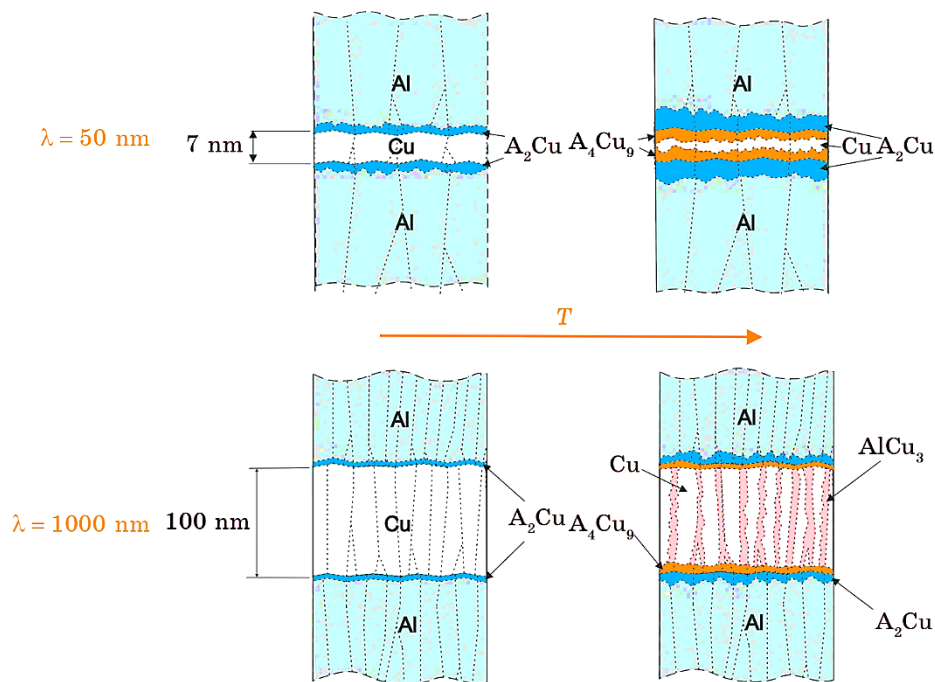 Al
Al
λ = 50 nm
7 nm
Cu
A₂Cu
A₄Cu₉
Cu
A₂Cu
Al
Al
T
Al
Al
AlCu₃
Cu
λ = 1000 nm
100 nm
Cu
A₂Cu
A₄Cu₉
Al
Al
A₂Cu